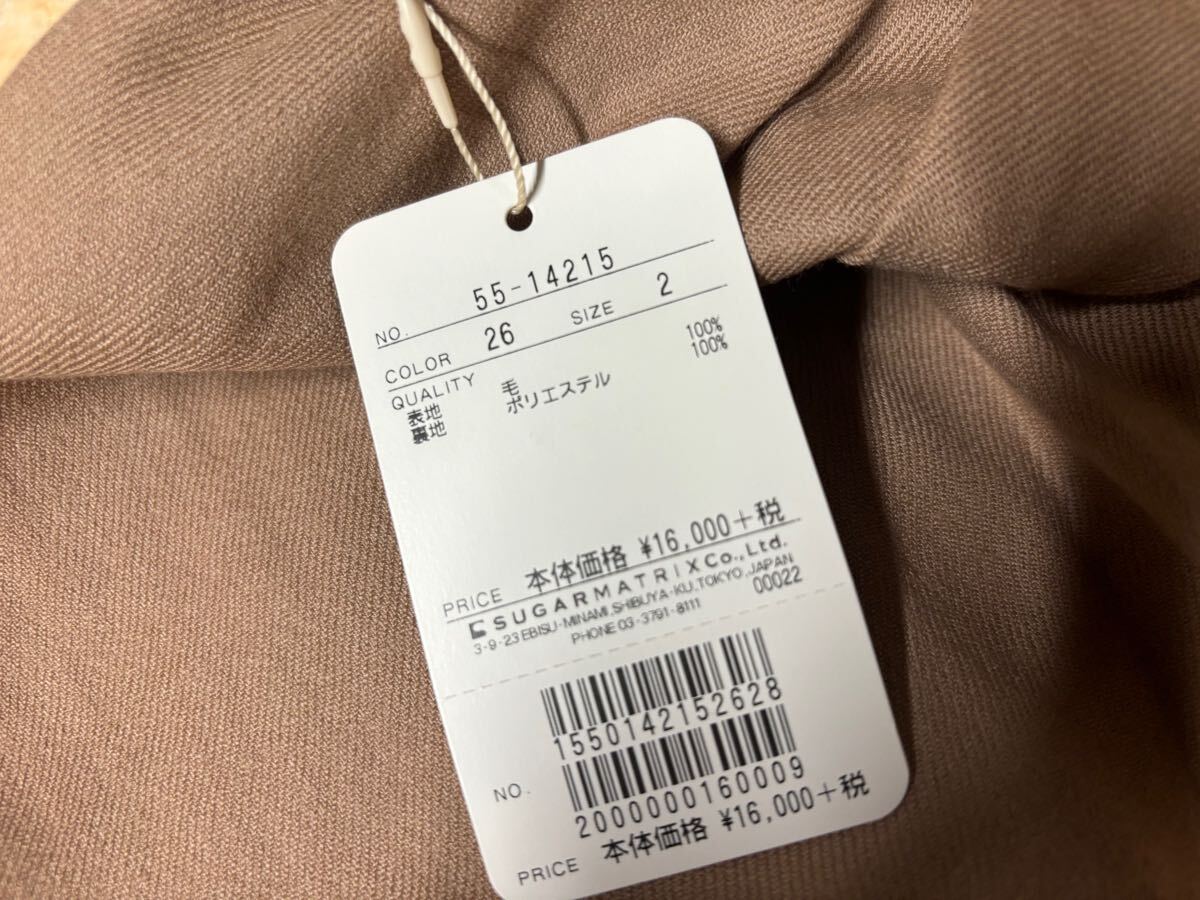 NO. 55-14215
COLOR 26 SIZE 2
QUALITY
表地 毛 100%
裏地 ポリエステル 100%
PRICE 本体価格 ¥16,000+税
SUGARMATRIX Co.,Ltd.
3-9-23 EBISU-MINAMI, SHIBUYA-KU, TOKYO, JAPAN
PHONE 03-3791-8111 00022
1550142152628
NO.
2000000160009
PRICE 本体価格 ¥16,000+税